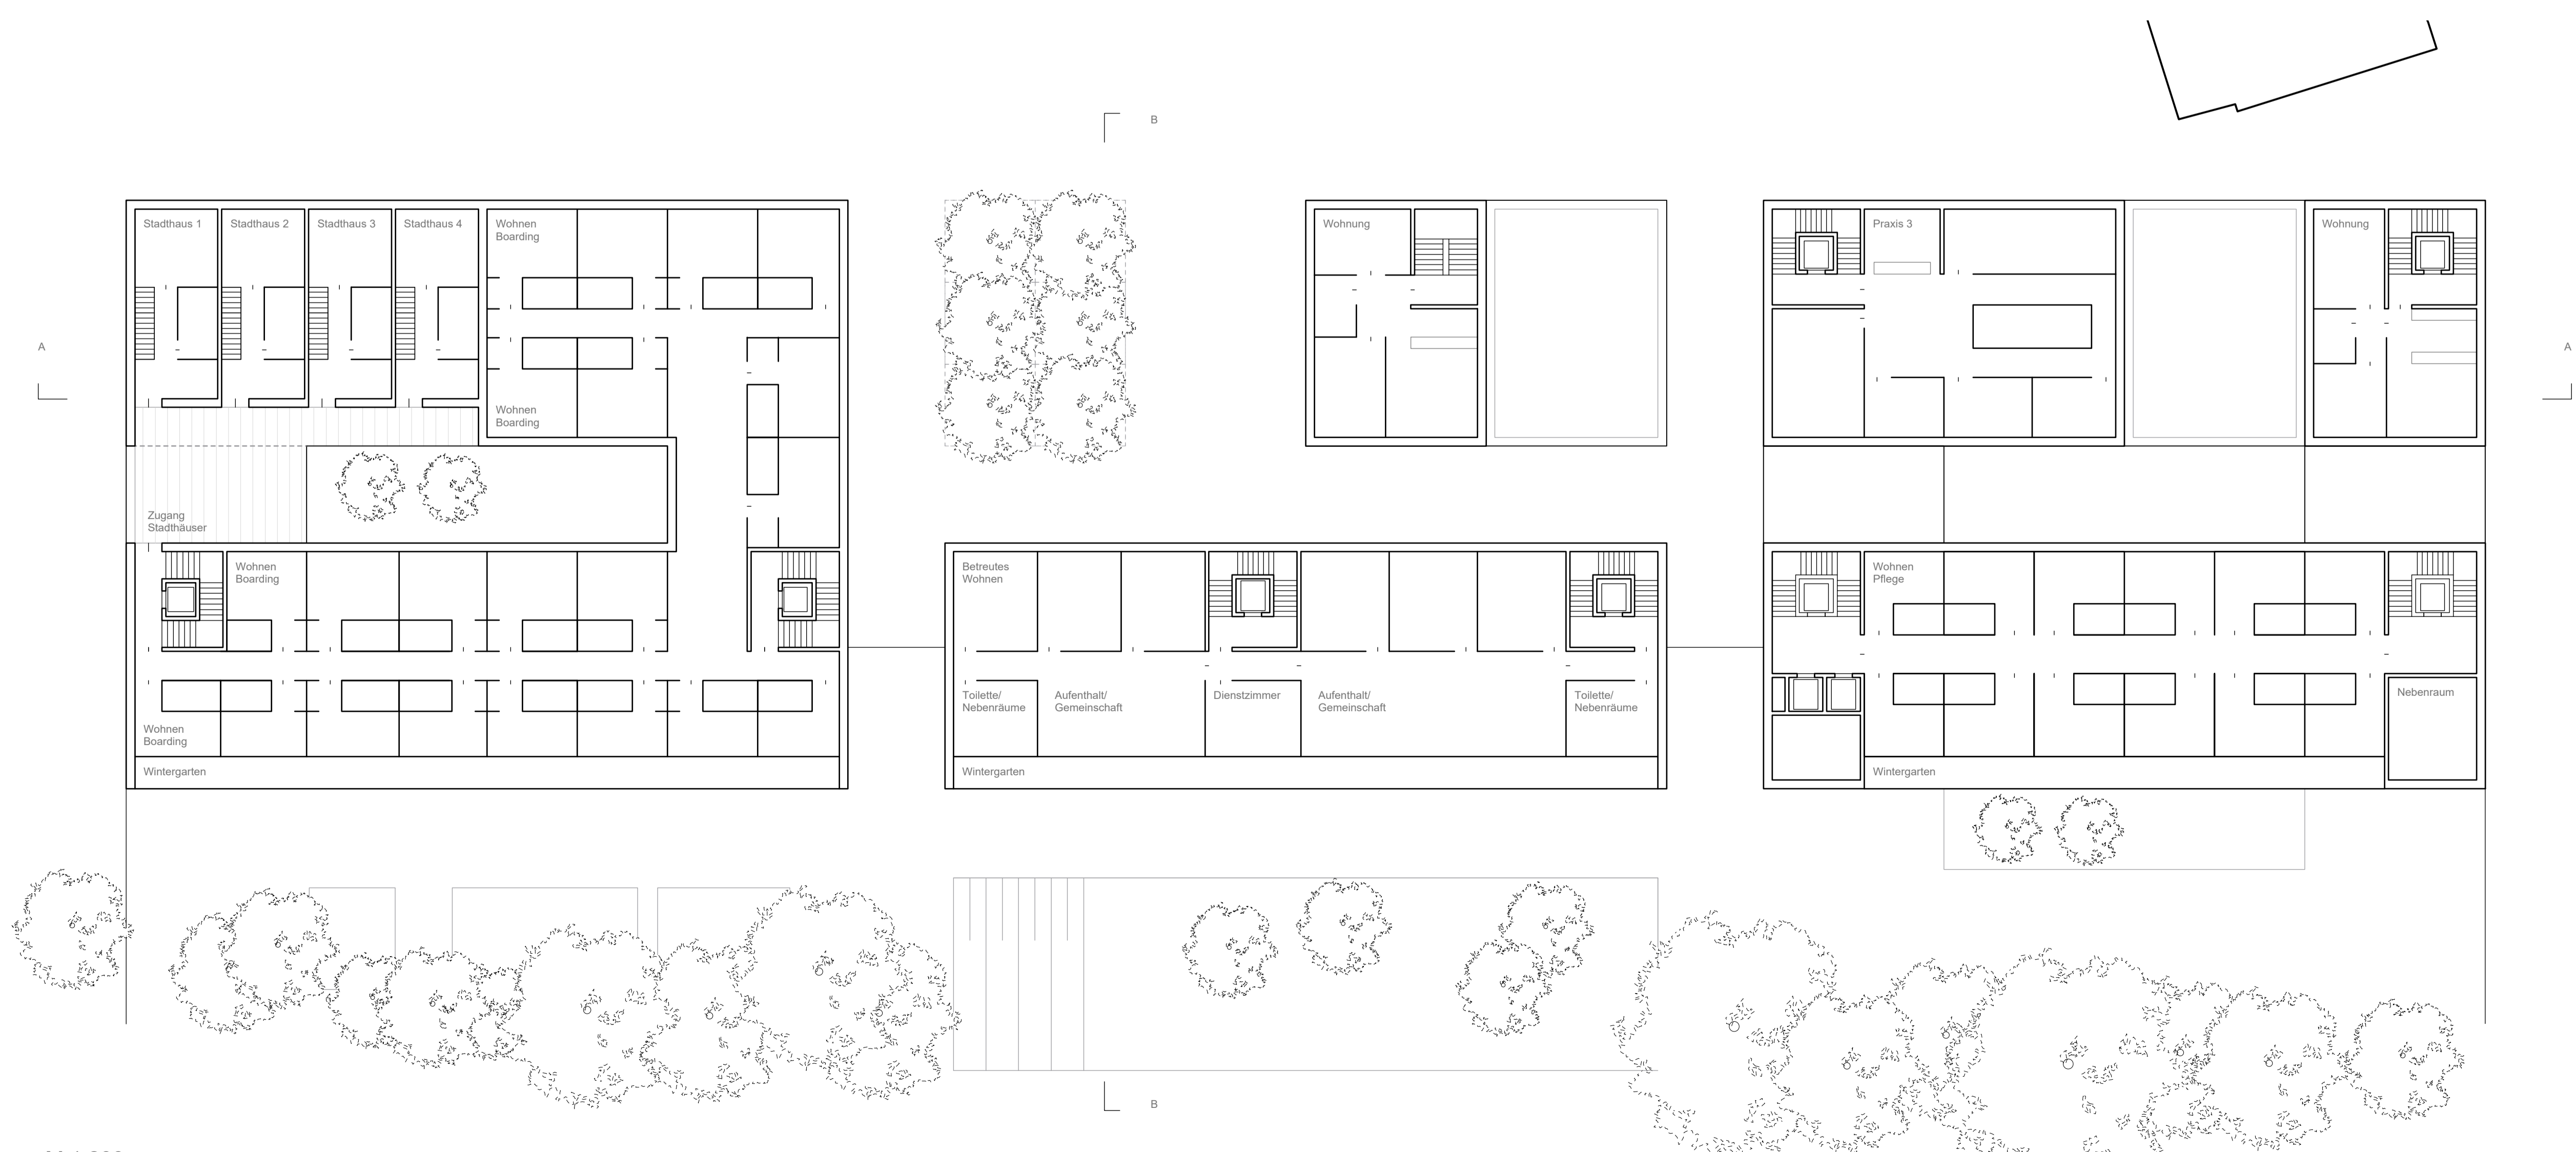 B
Stadthaus 1
Stadthaus 2
Stadthaus 3
Stadthaus 4
Wohnen
Boarding
Wohnung
Praxis 3
Wohnung
A
A
Wohnen
Boarding
Zugang
Stadthäuser
Wohnen
Boarding
Betreutes
Wohnen
Wohnen
Pflege
Toilette/
Nebenräume
Aufenthalt/
Gemeinschaft
Dienstzimmer
Aufenthalt/
Gemeinschaft
Toilette/
Nebenräume
Nebenraum
Wohnen
Boarding
Wintergarten
Wintergarten
Wintergarten
B